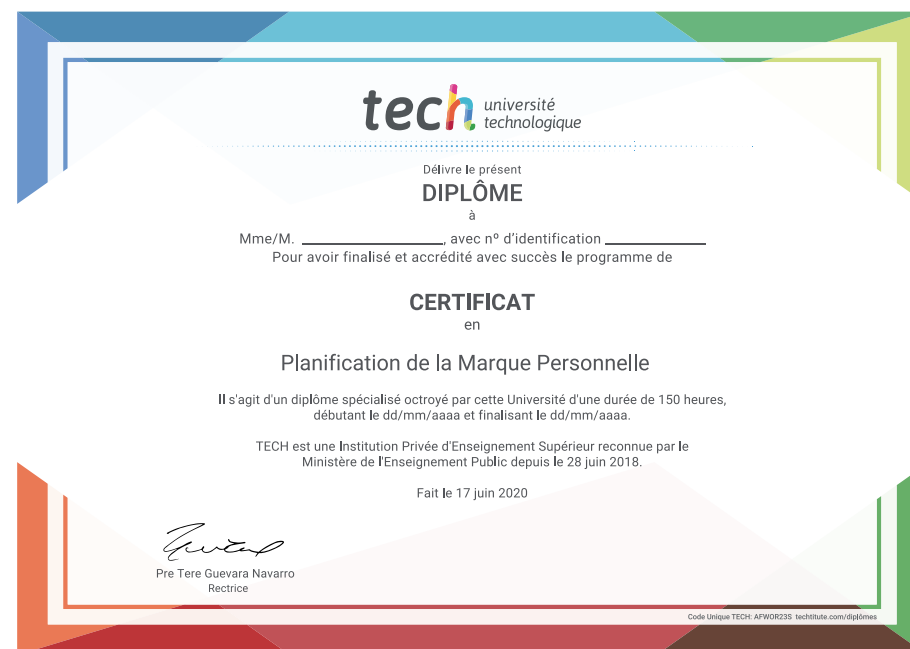 tech université
technologique
Délivre le présent
DIPLÔME
à
Mme/M. ____________________, avec nº d'identification ______________
Pour avoir finalisé et accrédité avec succès le programme de
CERTIFICAT
en
Planification de la Marque Personnelle
Il s'agit d'un diplôme spécialisé octroyé par cette Université d'une durée de 150 heures,
débutant le dd/mm/aaaa et finalisant le dd/mm/aaaa.
TECH est une Institution Privée d'Enseignement Supérieur reconnue par le
Ministère de l'Enseignement Public depuis le 28 juin 2018.
Fait le 17 juin 2020
Pre Tere Guevara Navarro
Rectrice
Code Unique TECH: AFWOR23S techtitute.com/diplômes